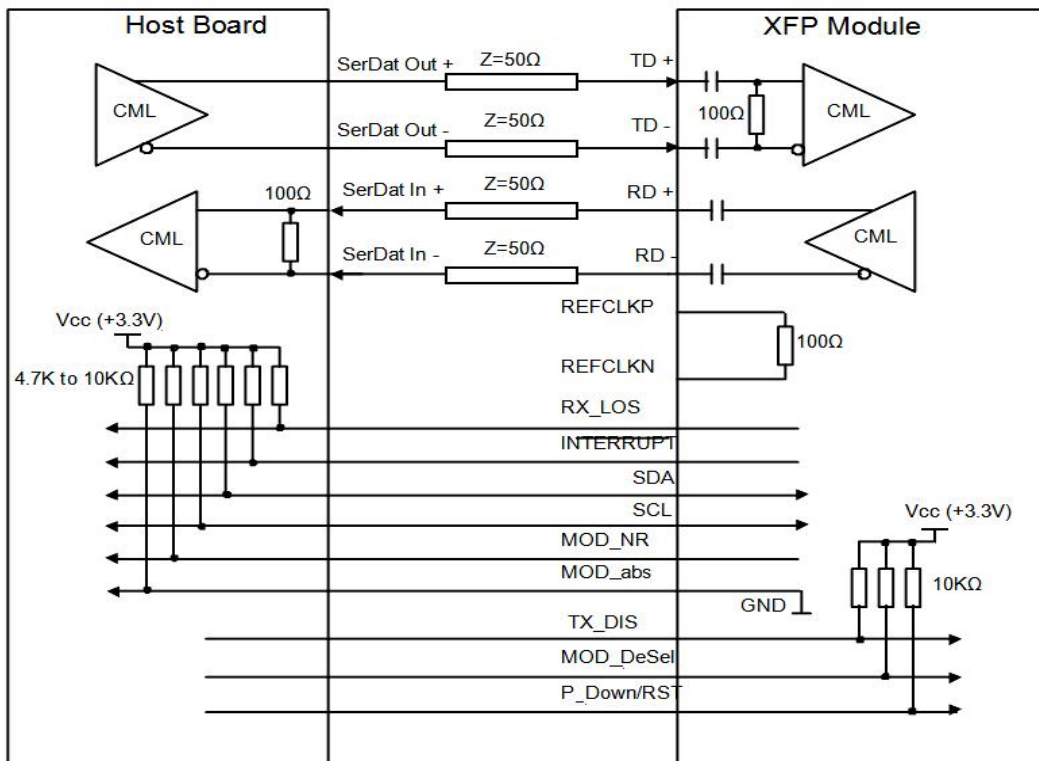 Host Board
XFP Module
SerDat Out +
Z=50Ω
TD +
CML
100Ω
CML
SerDat Out -
Z=50Ω
TD -
SerDat In +
Z=50Ω
RD +
100Ω
CML
CML
SerDat In -
Z=50Ω
RD -
REFCLKP
Vcc (+3.3V)
100Ω
REFCLKN
4.7K to 10KΩ
RX_LOS
INTERRUPT
SDA
SCL
Vcc (+3.3V)
MOD_NR
MOD_abs
10KΩ
GND
TX_DIS
MOD_DeSel
P_Down/RST